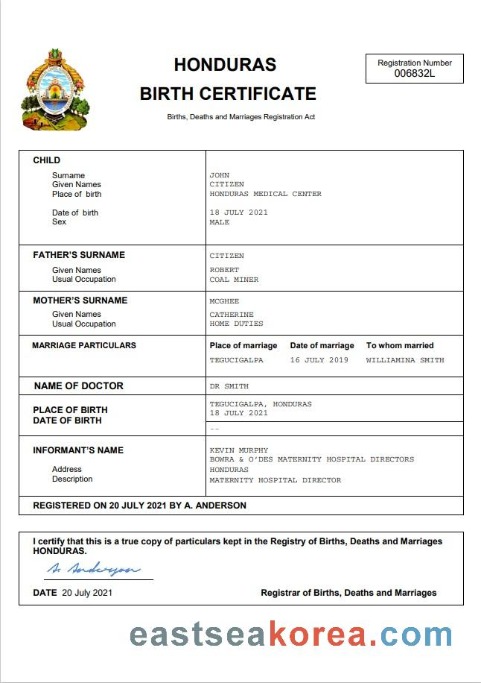 HONDURAS
BIRTH CERTIFICATE
Births, Deaths and Marriages Registration Act
Registration Number
006832L
CHILD
Surname JOHN
Given Names CITIZEN
Place of birth HONDURAS MEDICAL CENTER
Date of birth 18 JULY 2021
Sex MALE
FATHER'S SURNAME CITIZEN
Given Names ROBERT
Usual Occupation COAL MINER
MOTHER'S SURNAME MCGHEE
Given Names CATHERINE
Usual Occupation HOME DUTIES
MARRIAGE PARTICULARS Place of marriage Date of marriage To whom married
TEGUCIGALPA 16 JULY 2019 WILLIAMINA SMITH
NAME OF DOCTOR DR SMITH
PLACE OF BIRTH TEGUCIGALPA, HONDURAS
DATE OF BIRTH 18 JULY 2021
--
INFORMANT'S NAME KEVIN MURPHY
BOWRA & O'DES MATERNITY HOSPITAL DIRECTORS
Address HONDURAS
Description MATERNITY HOSPITAL DIRECTOR
REGISTERED ON 20 JULY 2021 BY A. ANDERSON
I certify that this is a true copy of particulars kept in the Registry of Births, Deaths and Marriages
HONDURAS.
A. Anderson
DATE 20 July 2021 Registrar of Births, Deaths and Marriages
eastseakorea.com